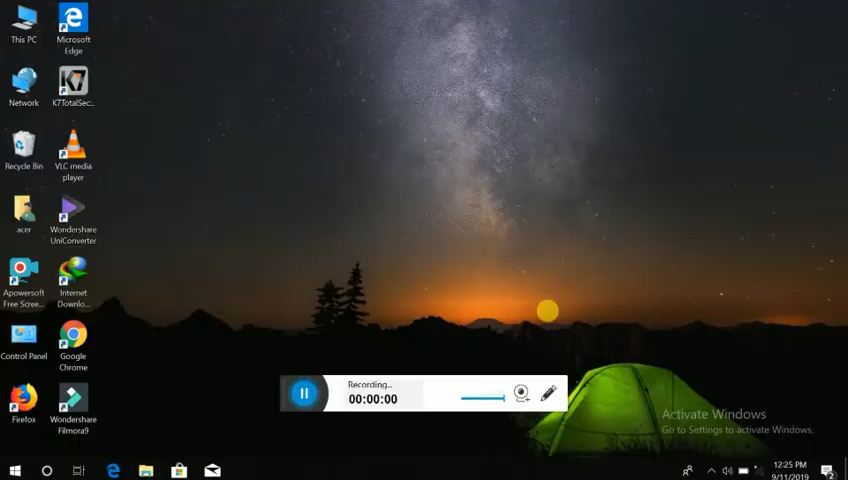 This PC
Microsoft
Edge
Network
K7TotalSec...
Recycle Bin
VLC media
player
acer
Wondershare
UniConverter
Apowersoft
Free Scree...
Internet
Downlo...
Control Panel
Google
Chrome
Firefox
Wondershare
Filmora9
Recording...
00:00:00
Activate Windows
Go to Settings to activate Windows.
12:25 PM
9/11/2019
2